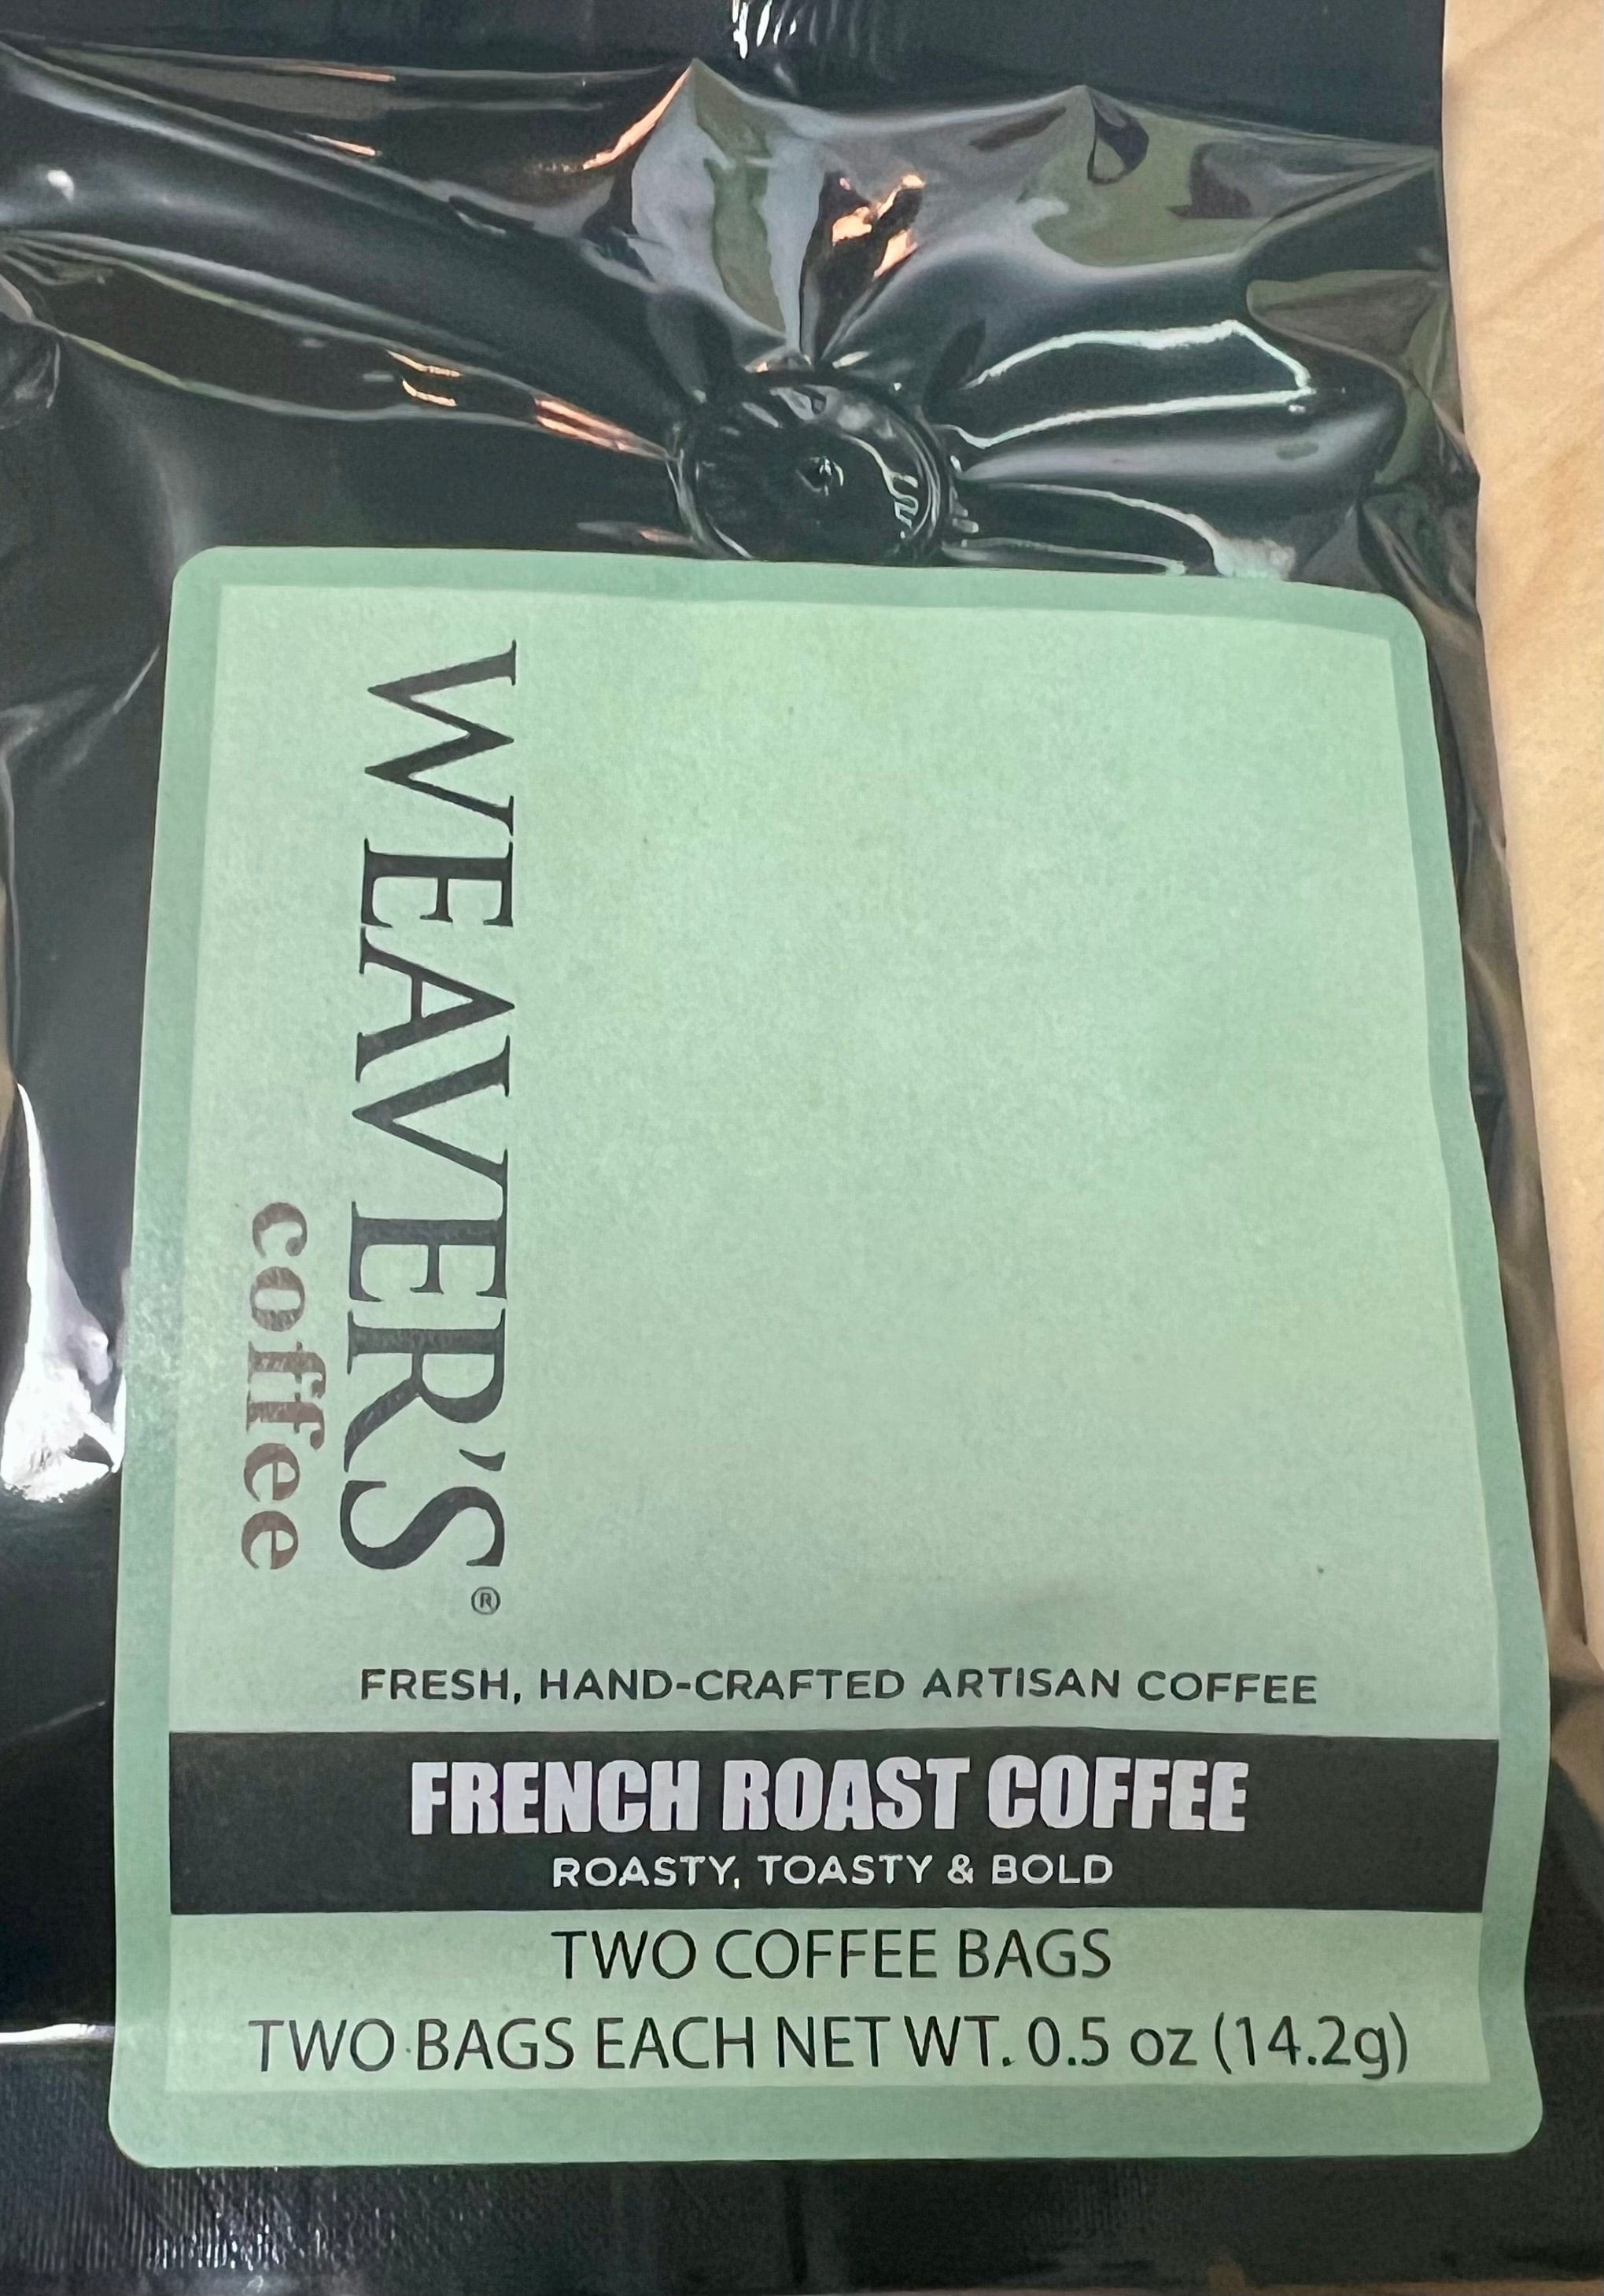 WEAVER'S®
coffee
FRESH, HAND-CRAFTED ARTISAN COFFEE
FRENCH ROAST COFFEE
ROASTY, TOASTY & BOLD
TWO COFFEE BAGS
TWO BAGS EACH NET WT. 0.5 oz (14.2g)